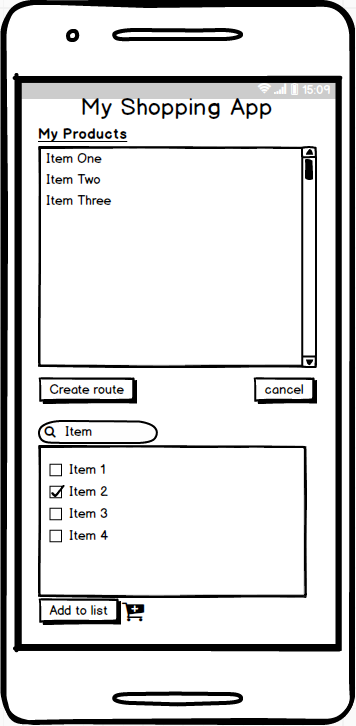 15:09
My Shopping App
My Products
Item One
Item Two
Item Three
Create route
cancel
Item
Item 1
Item 2
Item 3
Item 4
Add to list